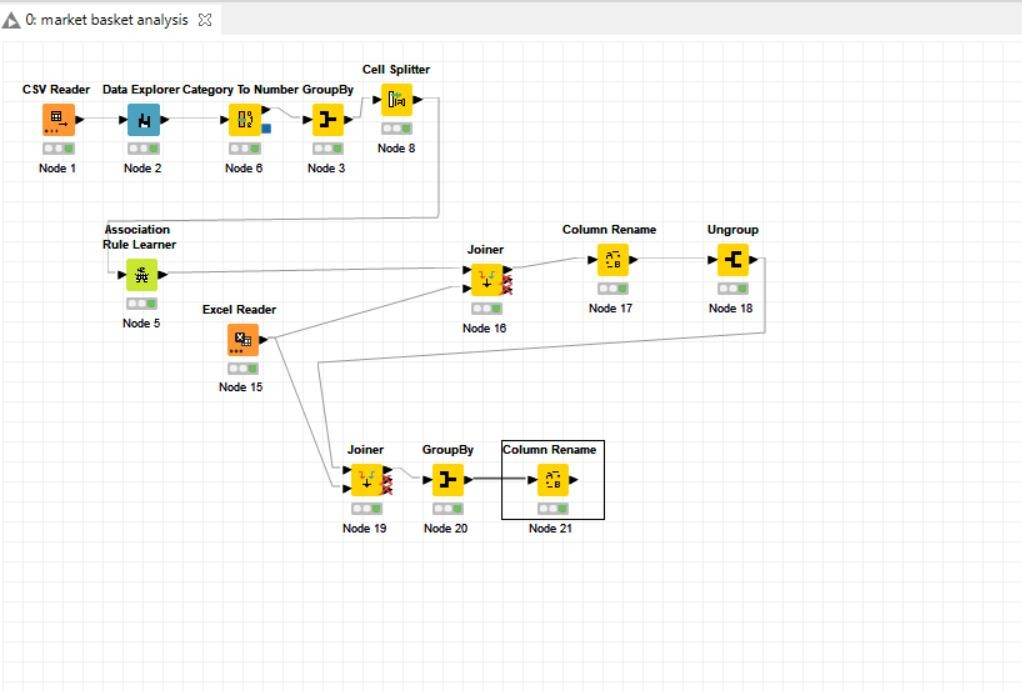 0: market basket analysis
Cell Splitter
CSV Reader Data Explorer Category To Number GroupBy
Node 8
Node 1 Node 2 Node 6 Node 3
Association
Rule Learner
Column Rename Ungroup
Joiner
Node 5
Node 17 Node 18
Excel Reader
Node 16
Node 15
Joiner GroupBy Column Rename
Node 19 Node 20 Node 21